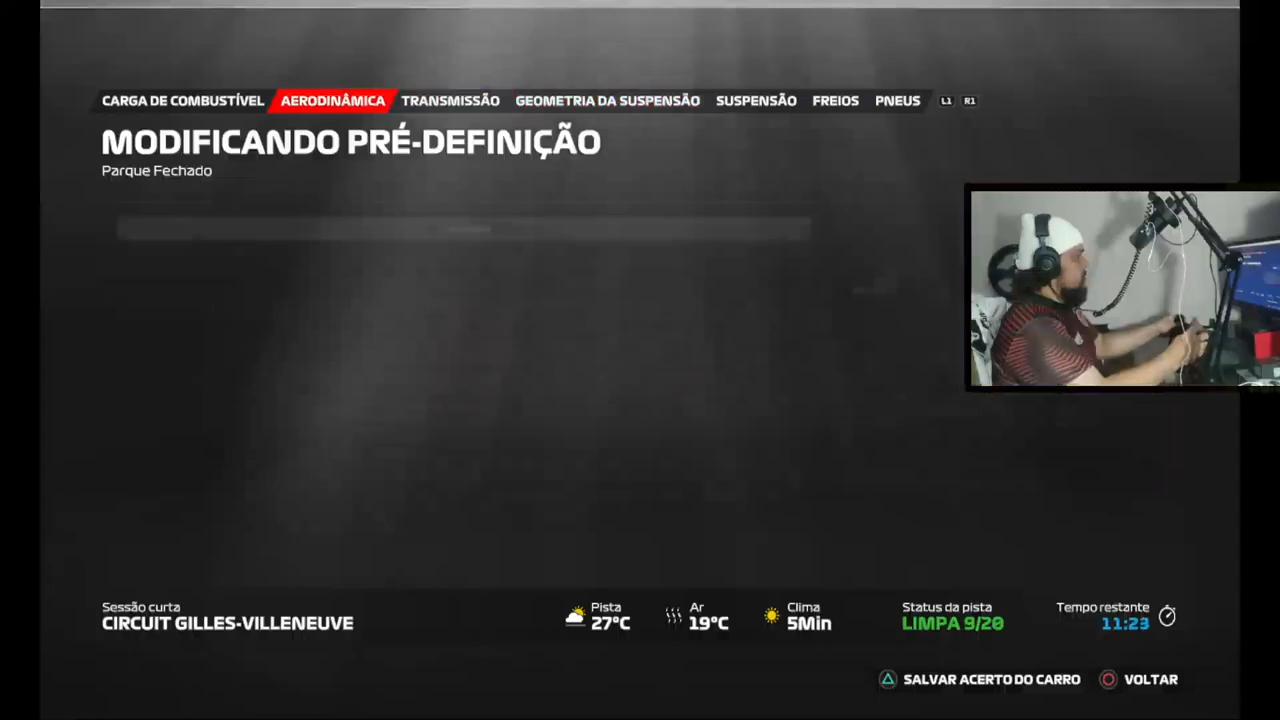 CARGA DE COMBUSTÍVEL AERODINÂMICA TRANSMISSÃO GEOMETRIA DA SUSPENSÃO SUSPENSÃO FREIOS PNEUS L1 R1
MODIFICANDO PRÉ-DEFINIÇÃO
Parque Fechado
Sessão curta
CIRCUIT GILLES-VILLENEUVE
Pista
27°C
Ar
19°C
Clima
5Min
Status da pista
LIMPA 9/20
Tempo restante
11:23
SALVAR ACERTO DO CARRO VOLTAR